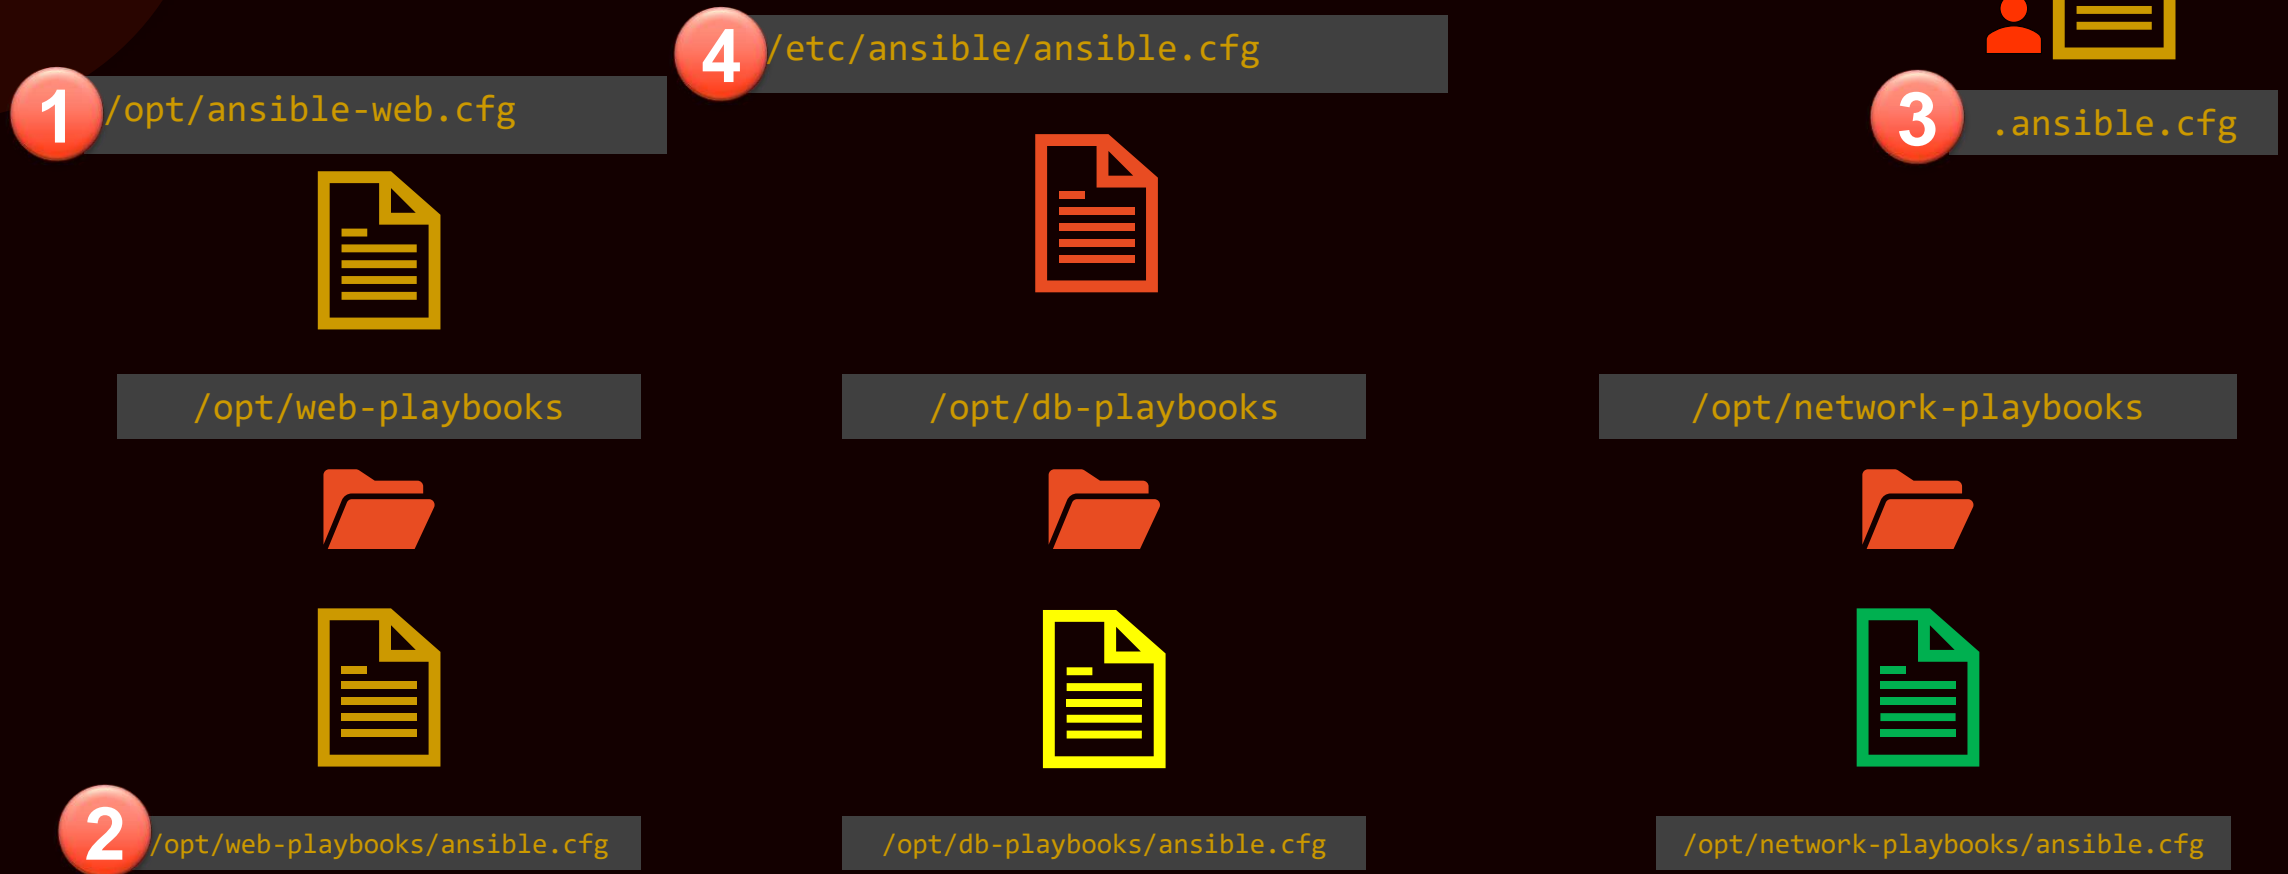 4 /etc/ansible/ansible.cfg
1 /opt/ansible-web.cfg
3 .ansible.cfg
/opt/web-playbooks
/opt/db-playbooks
/opt/network-playbooks
2 /opt/web-playbooks/ansible.cfg
/opt/db-playbooks/ansible.cfg
/opt/network-playbooks/ansible.cfg